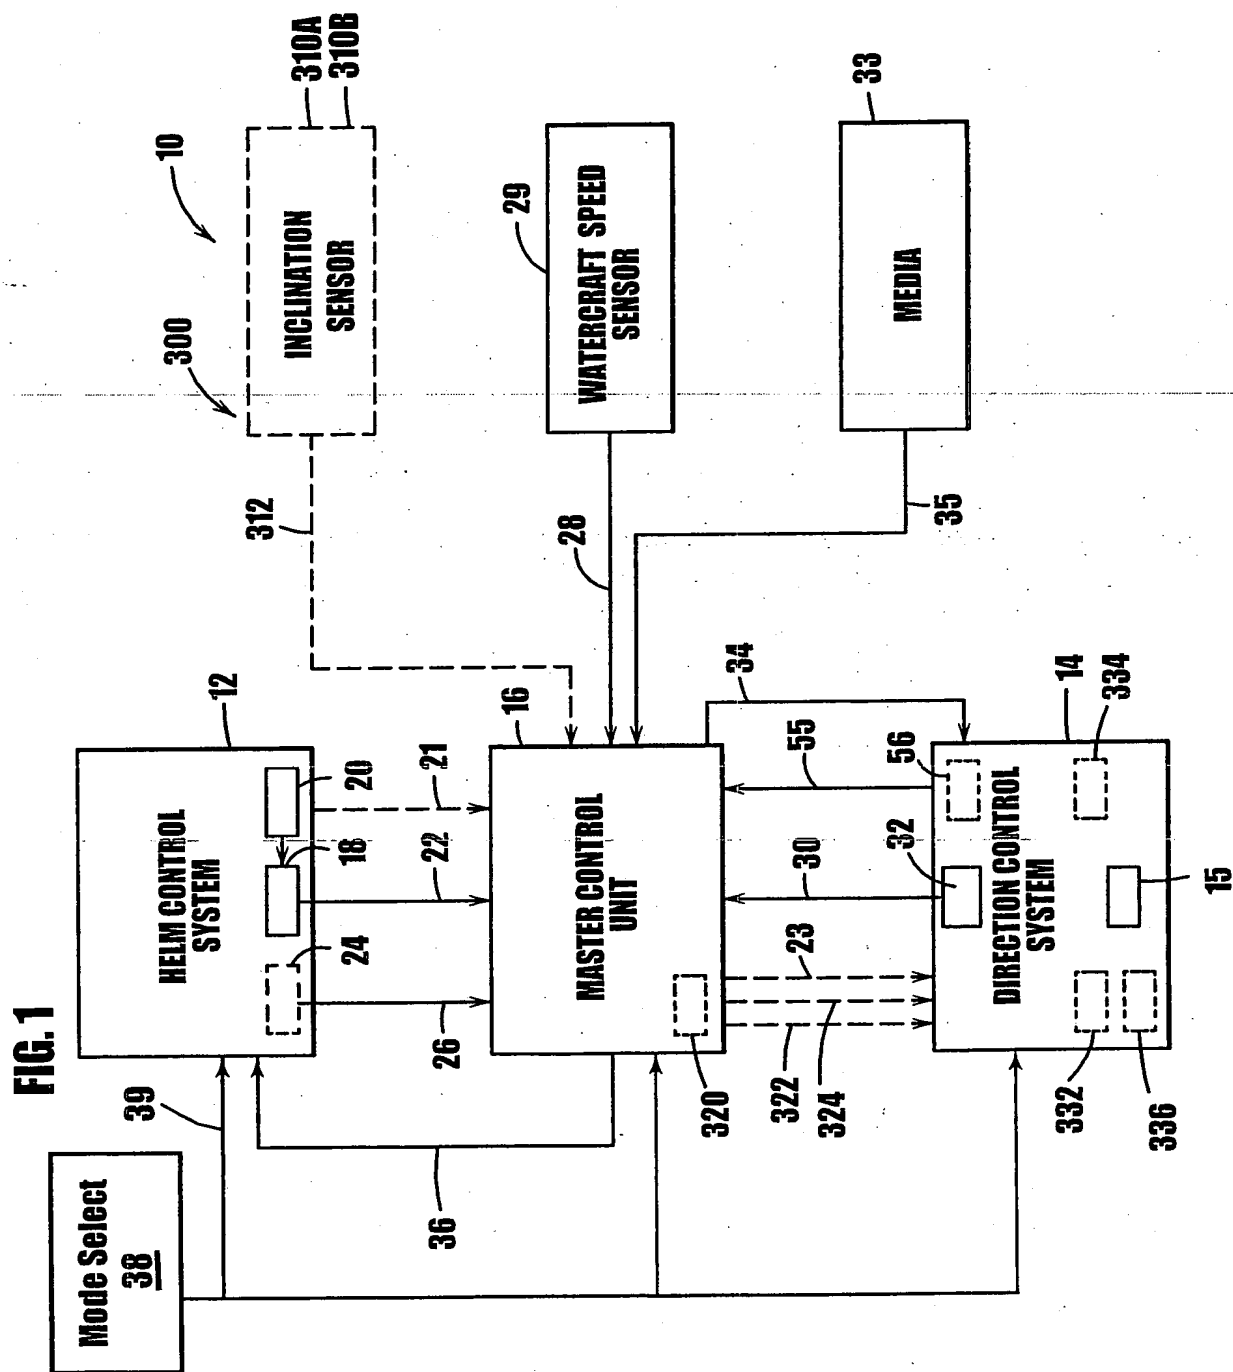 FIG.1
Mode Select
38
39
36
HELM CONTROL
SYSTEM
12
24
18
20
26
22
21
MASTER CONTROL
UNIT
16
320
322
324
23
30
55
34
DIRECTION CONTROL
SYSTEM
14
32
56
334
15
332
336
10
300
INCLINATION
SENSOR
310A
310B
312
WATERCRAFT SPEED
SENSOR
29
28
MEDIA
33
35